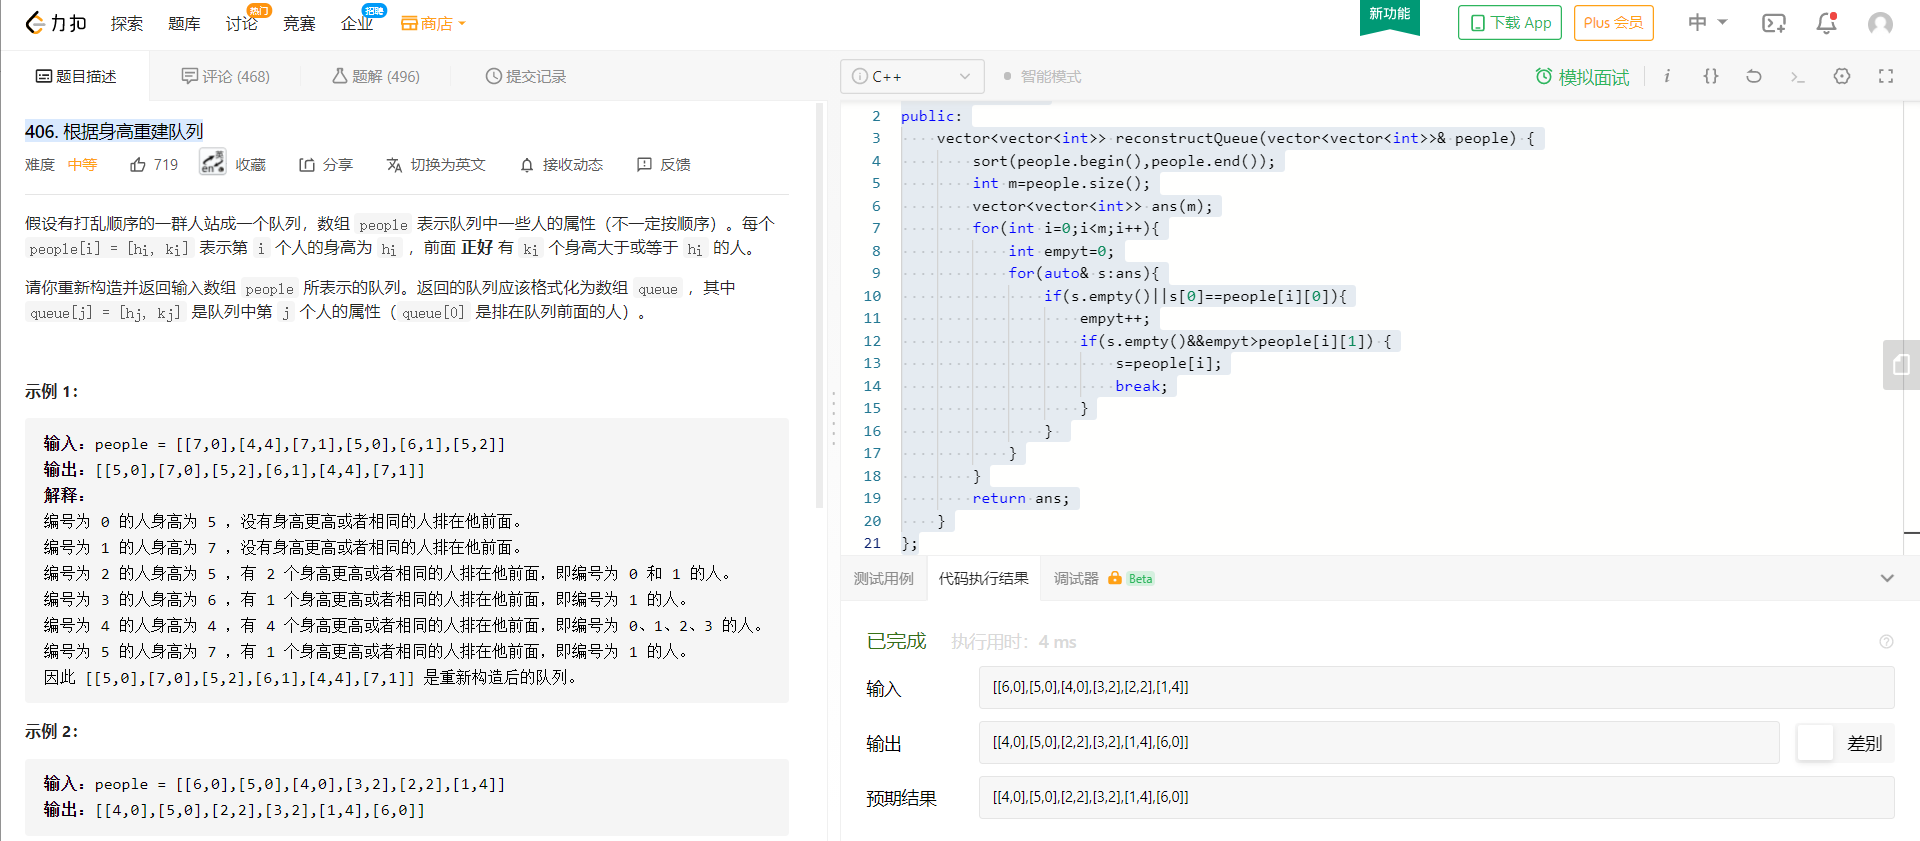 力扣 探索 题库 讨论 热门 竞赛 企业 招聘 商店 新功能 下载 App Plus 会员 中
题目描述 评论 (468) 题解 (496) 提交记录
C++ 智能模式 模拟面试
406. 根据身高重建队列
难度 中等 719 收藏 分享 切换为英文 接收动态 反馈
假设有打乱顺序的一群人站成一个队列，数组 people 表示队列中一些人的属性（不一定按顺序）。每个
people[i] = [hi, ki] 表示第 i 个人的身高为 hi ，前面 正好 有 ki 个身高大于或等于 hi 的人。
请你重新构造并返回输入数组 people 所表示的队列。返回的队列应该格式化为数组 queue ，其中
queue[j] = [hj, kj] 是队列中第 j 个人的属性（ queue[0] 是排在队列前面的人）。
示例 1：
输入：people = [[7,0],[4,4],[7,1],[5,0],[6,1],[5,2]]
输出：[[5,0],[7,0],[5,2],[6,1],[4,4],[7,1]]
解释：
编号为 0 的人身高为 5 ，没有身高更高或者相同的人排在他前面。
编号为 1 的人身高为 7 ，没有身高更高或者相同的人排在他前面。
编号为 2 的人身高为 5 ，有 2 个身高更高或者相同的人排在他前面，即编号为 0 和 1 的人。
编号为 3 的人身高为 6 ，有 1 个身高更高或者相同的人排在他前面，即编号为 1 的人。
编号为 4 的人身高为 4 ，有 4 个身高更高或者相同的人排在他前面，即编号为 0、1、2、3 的人。
编号为 5 的人身高为 7 ，有 1 个身高更高或者相同的人排在他前面，即编号为 1 的人。
因此 [[5,0],[7,0],[5,2],[6,1],[4,4],[7,1]] 是重新构造后的队列。
示例 2：
输入：people = [[6,0],[5,0],[4,0],[3,2],[2,2],[1,4]]
输出：[[4,0],[5,0],[2,2],[3,2],[1,4],[6,0]]
2 public:
3 vector<vector<int>> reconstructQueue(vector<vector<int>>& people) {
4 sort(people.begin(),people.end());
5 int m=people.size();
6 vector<vector<int>> ans(m);
7 for(int i=0;i<m;i++){
8 int empyt=0;
9 for(auto& s:ans){
10 if(s.empty()||s[0]==people[i][0]){
11 empyt++;
12 if(s.empty()&&empyt>people[i][1]) {
13 s=people[i];
14 break;
15 }
16 }
17 }
18 }
19 return ans;
20 }
21 };
测试用例 代码执行结果 调试器 Beta
已完成 执行用时：4 ms
输入 [[6,0],[5,0],[4,0],[3,2],[2,2],[1,4]]
输出 [[4,0],[5,0],[2,2],[3,2],[1,4],[6,0]] 差别
预期结果 [[4,0],[5,0],[2,2],[3,2],[1,4],[6,0]]